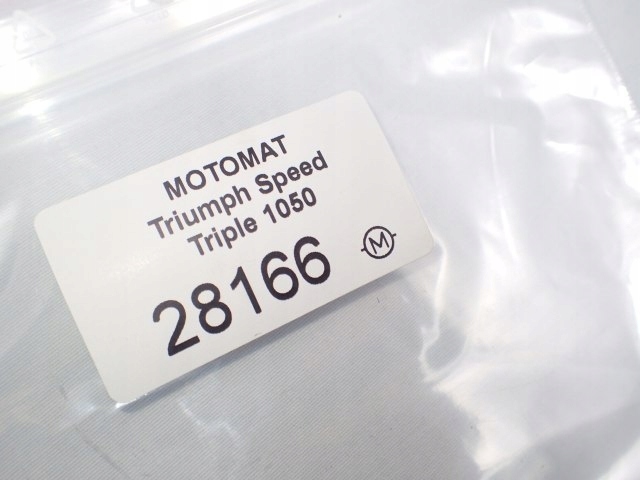 MOTOMAT
Triumph Speed
Triple 1050
28166
M